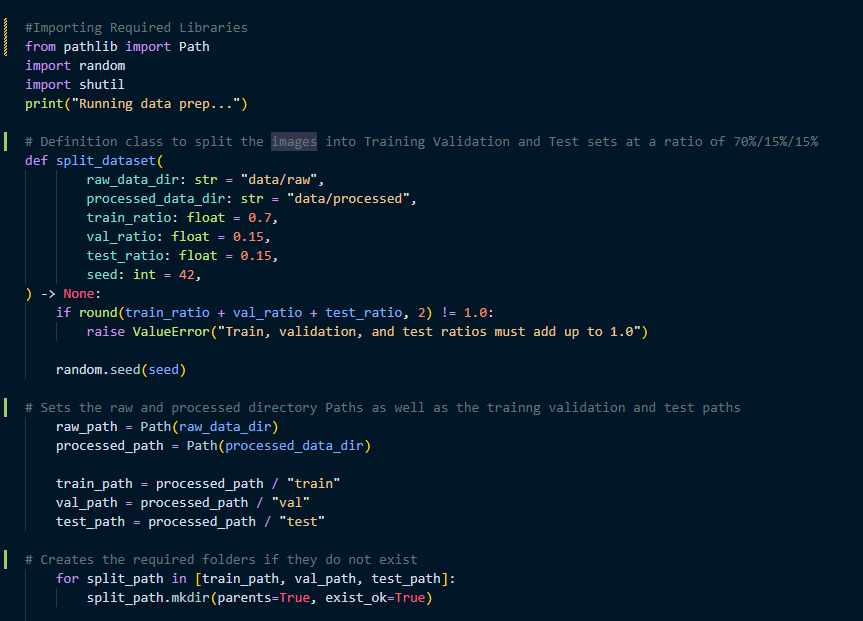 #Importing Required Libraries
from pathlib import Path
import random
import shutil
print("Running data prep...")
# Definition class to split the images into Training Validation and Test sets at a ratio of 70%/15%/15%
def split_dataset(
        raw_data_dir: str = "data/raw",
        processed_data_dir: str = "data/processed",
        train_ratio: float = 0.7,
        val_ratio: float = 0.15,
        test_ratio: float = 0.15,
        seed: int = 42,
) -> None:
    if round(train_ratio + val_ratio + test_ratio, 2) != 1.0:
        raise ValueError("Train, validation, and test ratios must add up to 1.0")
    random.seed(seed)
# Sets the raw and processed directory Paths as well as the trainng validation and test paths
    raw_path = Path(raw_data_dir)
    processed_path = Path(processed_data_dir)
    train_path = processed_path / "train"
    val_path = processed_path / "val"
    test_path = processed_path / "test"
# Creates the required folders if they do not exist
    for split_path in [train_path, val_path, test_path]:
        split_path.mkdir(parents=True, exist_ok=True)